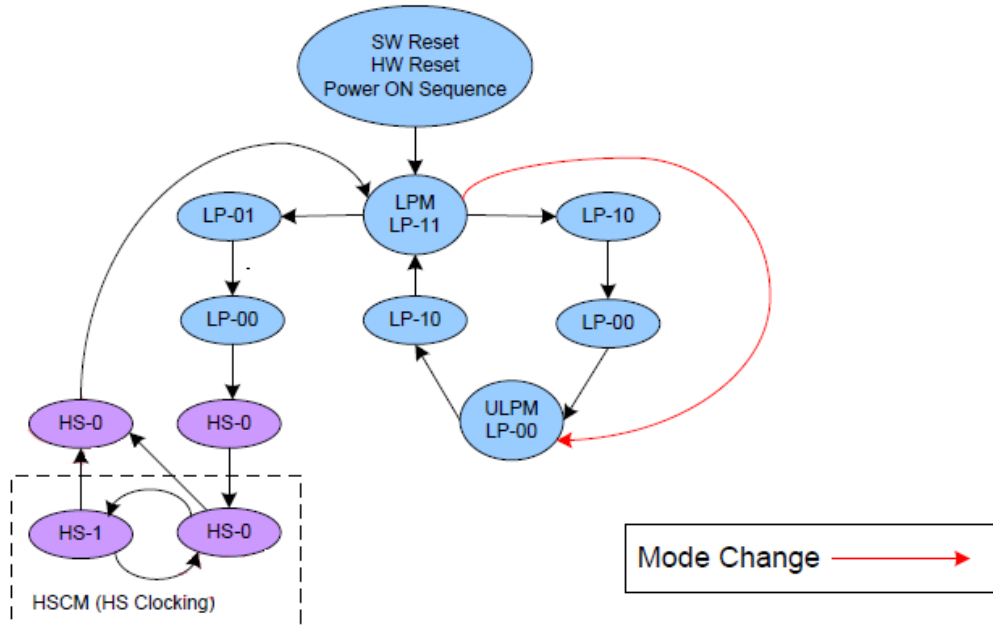 SW Reset
HW Reset
Power ON Sequence
LPM
LP-11
LP-01
LP-10
LP-00
LP-10
LP-00
ULPM
LP-00
HS-0
HS-0
HS-1
HS-0
HSCM (HS Clocking)
Mode Change